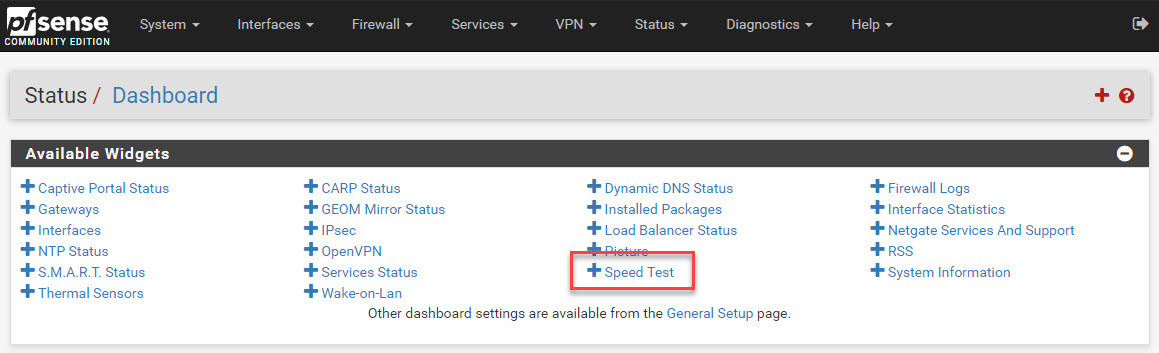 pfsense
COMMUNITY EDITION
System Interfaces Firewall Services VPN Status Diagnostics Help
Status / Dashboard
Available Widgets
Captive Portal Status CARP Status Dynamic DNS Status Firewall Logs
Gateways GEOM Mirror Status Installed Packages Interface Statistics
Interfaces IPsec Load Balancer Status Netgate Services And Support
NTP Status OpenVPN Picture RSS
S.M.A.R.T. Status Services Status Speed Test System Information
Thermal Sensors Wake-on-Lan
Other dashboard settings are available from the General Setup page.